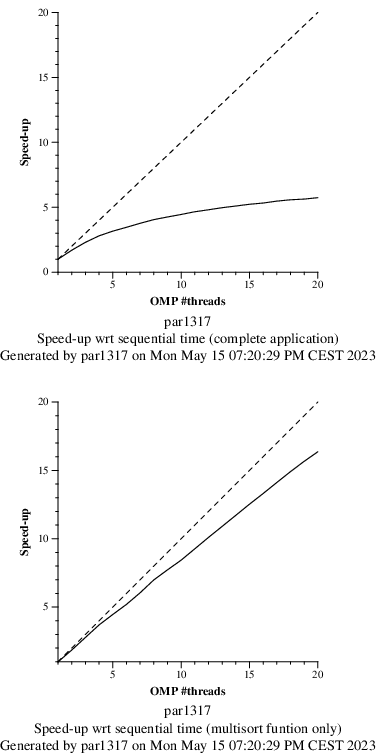 20
15
10
5
0
Speed-up
5
10
15
20
OMP #threads
par1317
Speed-up wrt sequential time (complete application)
Generated by par1317 on Mon May 15 07:20:29 PM CEST 2023
20
15
10
5
Speed-up
5
10
15
20
OMP #threads
par1317
Speed-up wrt sequential time (multisort funtion only)
Generated by par1317 on Mon May 15 07:20:29 PM CEST 2023